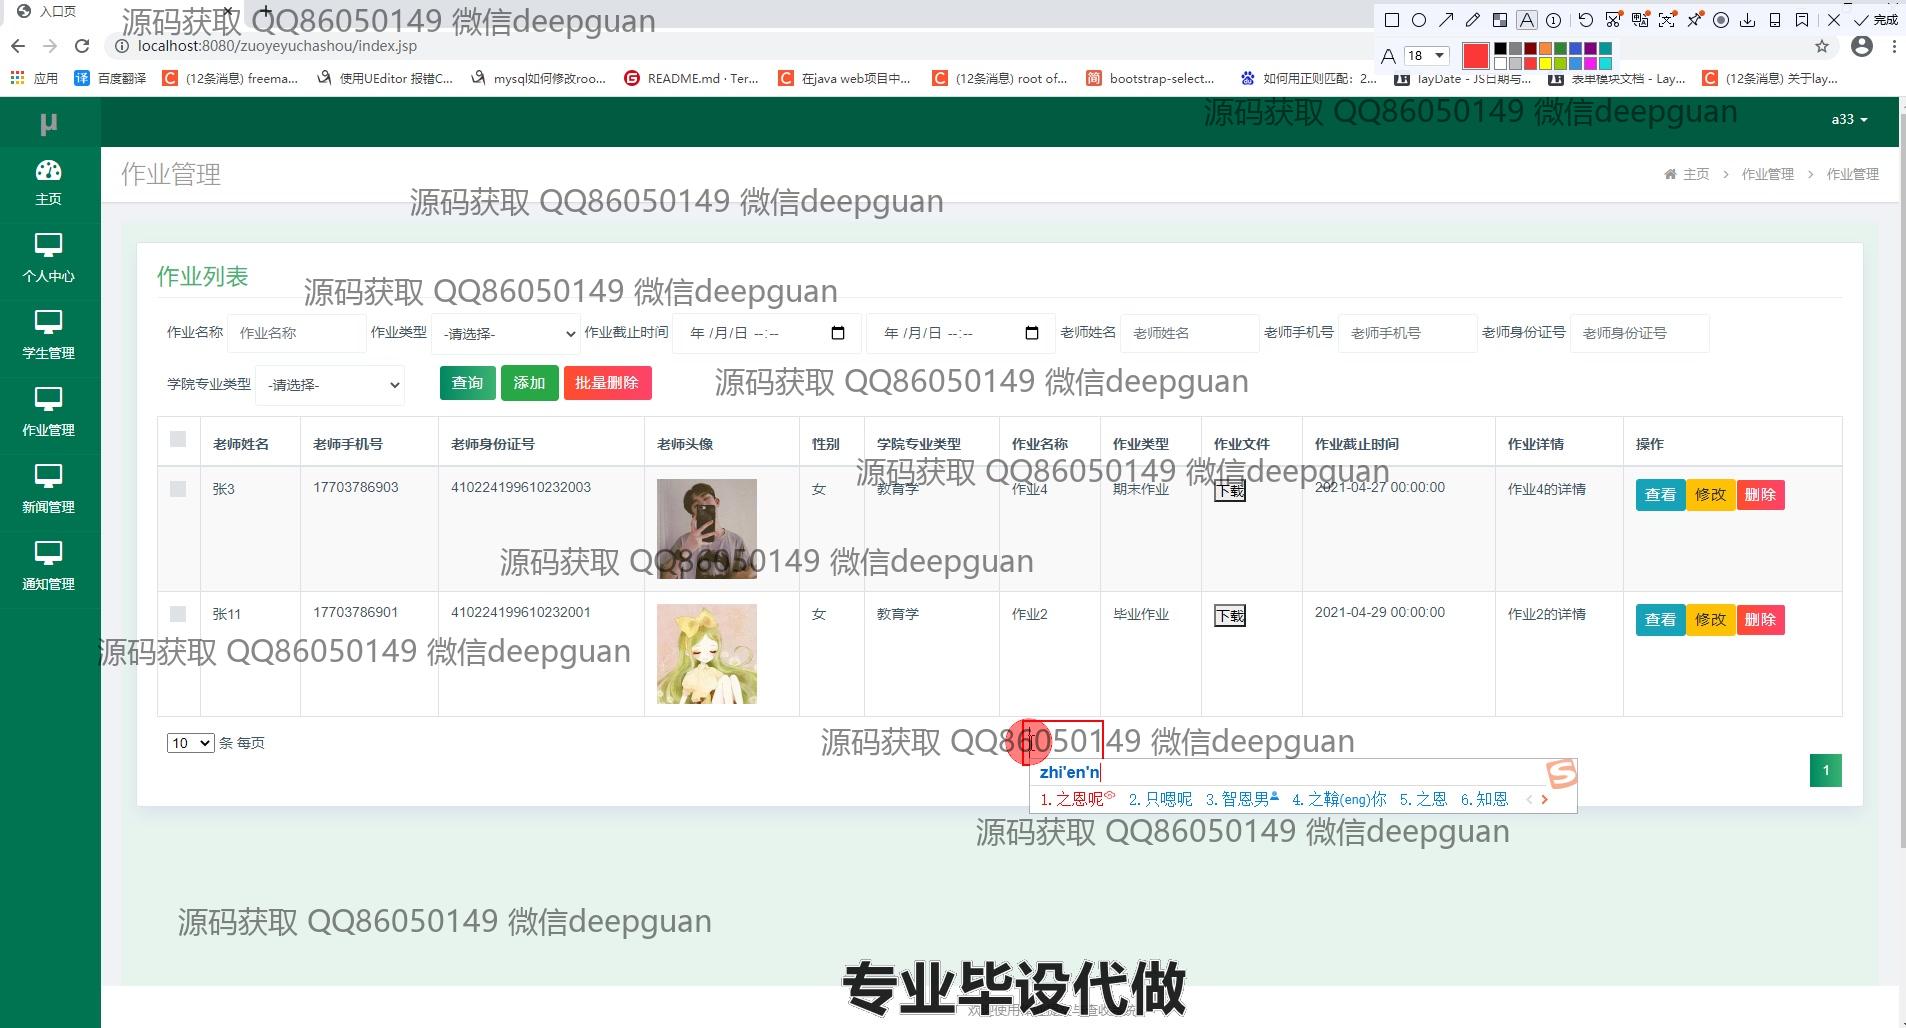 入口页
源码获取 QQ86050149 微信deepguan
18
完成
localhost:8080/zuoyeyuchashou/index.jsp
应用 百度翻译 (12条消息) freema... 使用UEditor 报错C... mysql如何修改roo... README.md · Ter... 在java web项目中... (12条消息) root of... bootstrap-select... 如何用正则匹配：2... layDate - JS日期与... 表单模块文档 - Lay... (12条消息) 关于lay...
源码获取 QQ86050149 微信deepguan
μ
a33
主页
个人中心
学生管理
作业管理
新闻管理
通知管理
作业管理
主页 > 作业管理 > 作业管理
源码获取 QQ86050149 微信deepguan
作业列表
源码获取 QQ86050149 微信deepguan
作业名称 作业名称 作业类型 -请选择- 作业截止时间 年 /月/日 --:-- 年 /月/日 --:-- 老师姓名 老师姓名 老师手机号 老师手机号 老师身份证号 老师身份证号
学院专业类型 -请选择- 查询 添加 批量删除
源码获取 QQ86050149 微信deepguan
老师姓名 老师手机号 老师身份证号 老师头像 性别 学院专业类型 作业名称 作业类型 作业文件 作业截止时间 作业详情 操作
源码获取 QQ86050149 微信deepguan
张3 17703786903 410224199610232003 女 教育学 作业4 期末作业 下载 2021-04-27 00:00:00 作业4的详情 查看 修改 删除
源码获取 QQ86050149 微信deepguan
张11 17703786901 410224199610232001 女 教育学 作业2 毕业作业 下载 2021-04-29 00:00:00 作业2的详情 查看 修改 删除
源码获取 QQ86050149 微信deepguan
10 条 每页
源码获取 QQ86050149 微信deepguan
1
zhi'en'n
1.之恩呢 2.只嗯呢 3.智恩男 4.之鞥(eng)你 5.之恩 6.知恩
源码获取 QQ86050149 微信deepguan
源码获取 QQ86050149 微信deepguan
专业毕设代做